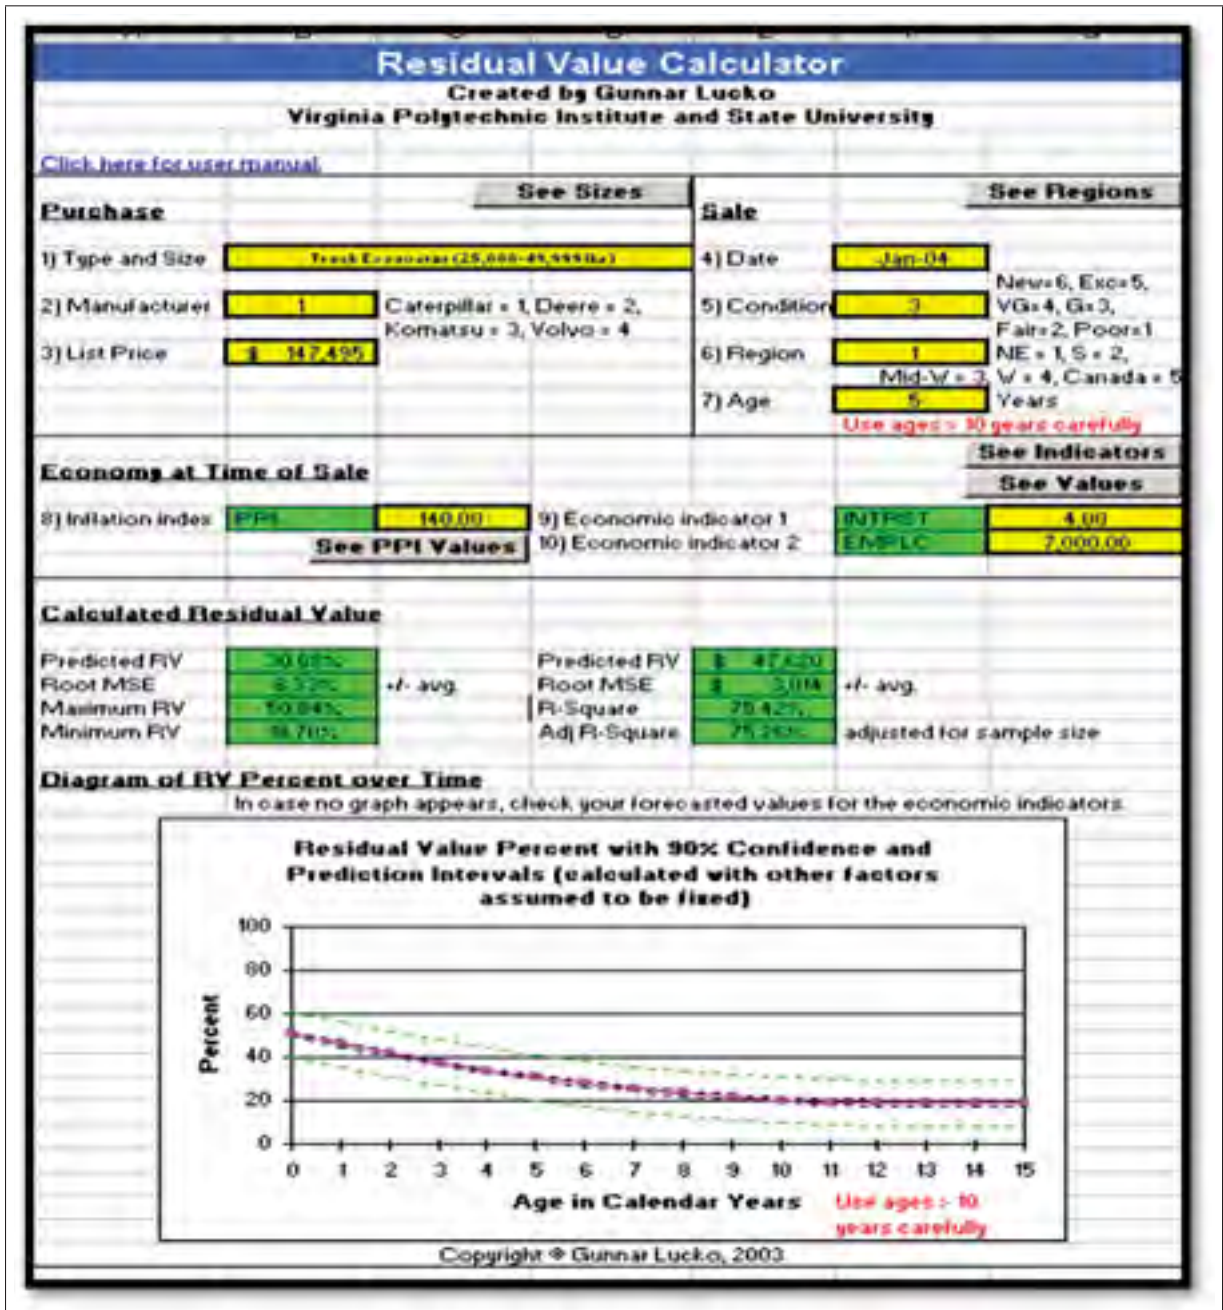 Residual Value Calculator
Created by Gunnar Lucko
Virginia Polytechnic Institute and State University
Click here for user manual.
See Sizes
See Regions
Purchase
Sale
1) Type and Size
(25,000-49,999 lbs)
4) Date
Jan-04
2) Manufacturer
1
Caterpillar = 1, Deere = 2,
Komatsu = 3, Volvo = 4
5) Condition
3
New=6, Exc=5,
VG=4, G=3,
Fair=2, Poor=1
3) List Price
$ 147,495
6) Region
1
NE = 1, S = 2,
Mid-W = 3, W = 4, Canada = 5
7) Age
5
Years
Use ages > 10 years carefully
Economy at Time of Sale
See Indicators
See Values
8) Inflation index
PPI
140.00
9) Economic indicator 1
INTRST
4.00
See PPI Values
10) Economic indicator 2
7,000.00
Calculated Residual Value
Predicted RV
Predicted RV
$
Root MSE
+/- avg.
Root MSE
$
+/- avg.
Maximum RV
R-Square
Minimum RV
Adj R-Square
adjusted for sample size
Diagram of RV Percent over Time
In case no graph appears, check your forecasted values for the economic indicators.
Residual Value Percent with 90% Confidence and
Prediction Intervals (calculated with other factors
assumed to be fixed)
100
80
60
40
20
0
Percent
0 1 2 3 4 5 6 7 8 9 10 11 12 13 14 15
Age in Calendar Years
Use ages > 10
years carefully
Copyright © Gunnar Lucko, 2003